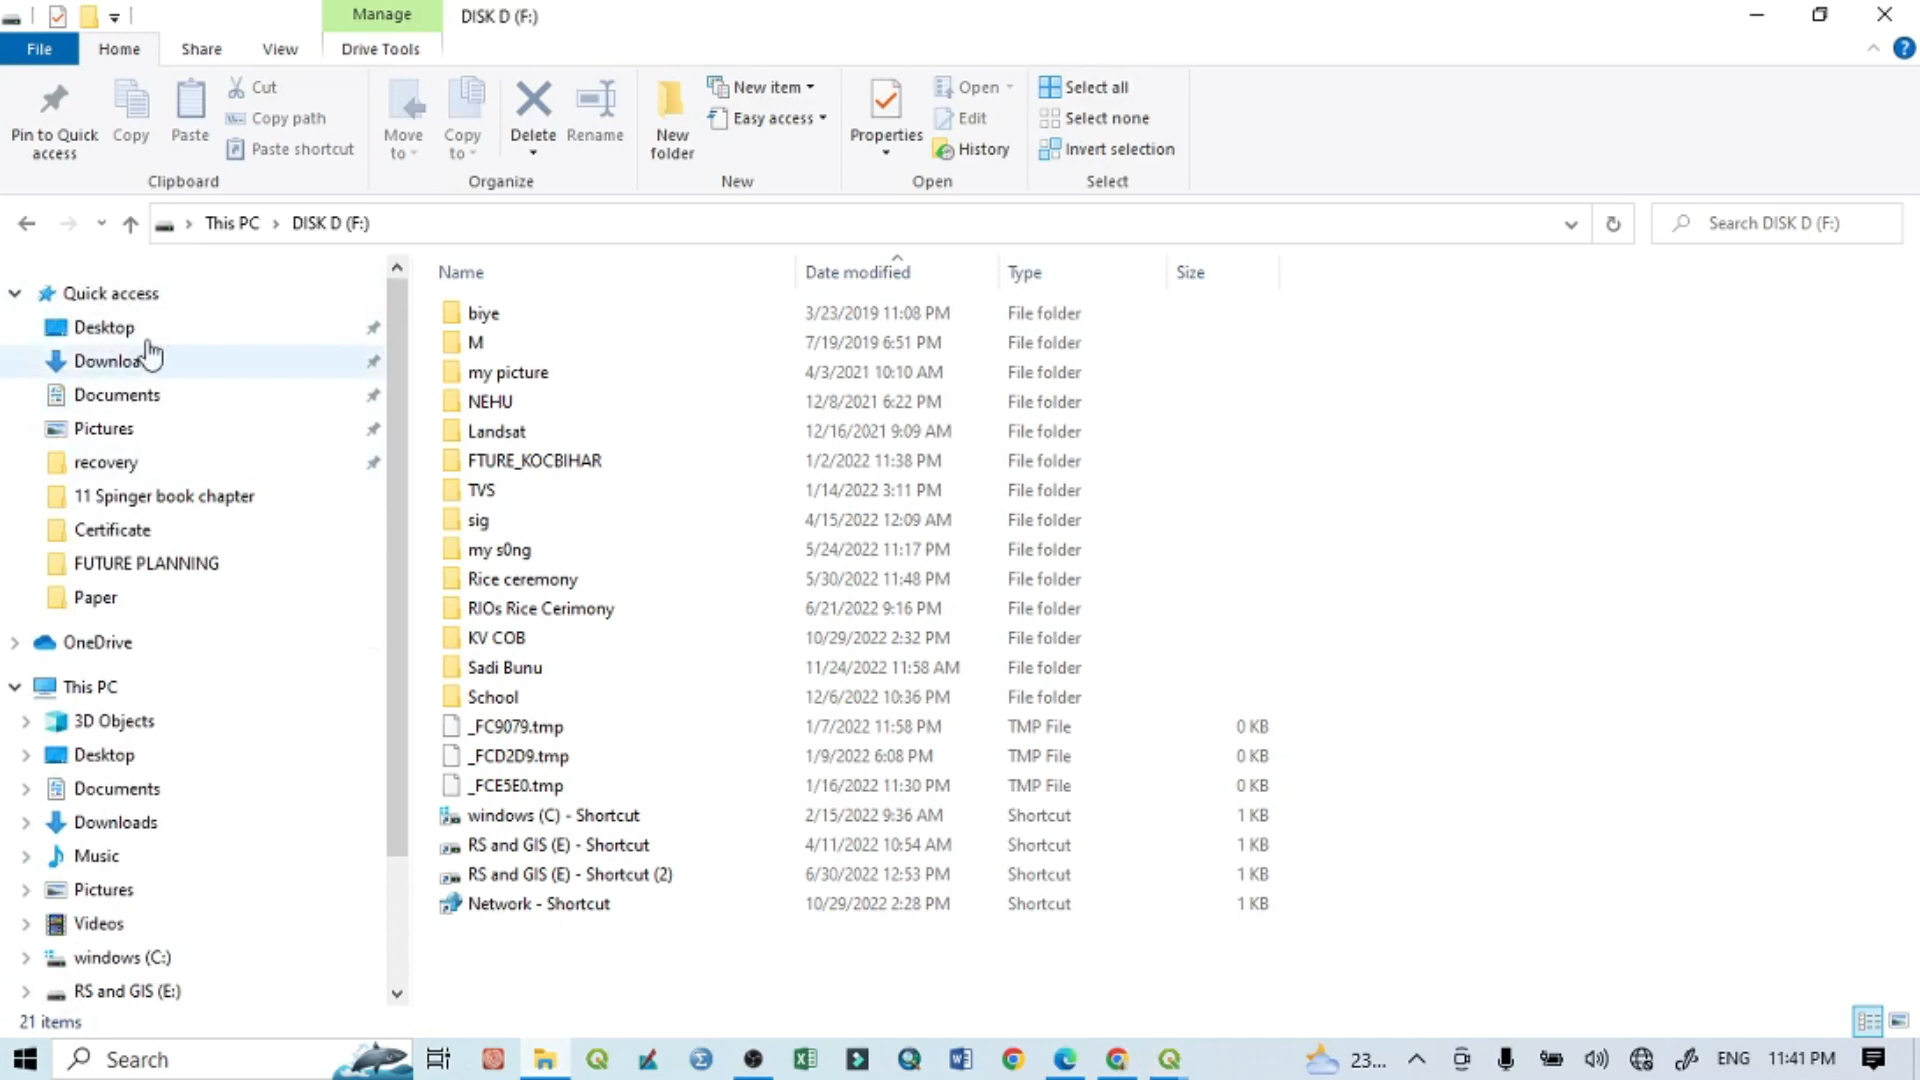 Manage DISK D (F:)
File Home Share View Drive Tools
Pin to Quick access
Copy
Paste
Cut
Copy path
Paste shortcut
Clipboard
Move to
Copy to
Delete
Rename
Organize
New folder
New item
Easy access
New
Properties
Open
Edit
History
Open
Select all
Select none
Invert selection
Select
This PC > DISK D (F:)
Search DISK D (F:)
Quick access
Desktop
Documents
Pictures
recovery
11 Spinger book chapter
Certificate
FUTURE PLANNING
Paper
OneDrive
This PC
3D Objects
Desktop
Documents
Downloads
Music
Pictures
Videos
windows (C:)
RS and GIS (E:)
Name Date modified Type Size
biye 3/23/2019 11:08 PM File folder
M 7/19/2019 6:51 PM File folder
my picture 4/3/2021 10:10 AM File folder
NEHU 12/8/2021 6:22 PM File folder
Landsat 12/16/2021 9:09 AM File folder
FTURE_KOCBIHAR 1/2/2022 11:38 PM File folder
TVS 1/14/2022 3:11 PM File folder
sig 4/15/2022 12:09 AM File folder
my s0ng 5/24/2022 11:17 PM File folder
Rice ceremony 5/30/2022 11:48 PM File folder
RIOs Rice Cerimony 6/21/2022 9:16 PM File folder
KV COB 10/29/2022 2:32 PM File folder
Sadi Bunu 11/24/2022 11:58 AM File folder
School 12/6/2022 10:36 PM File folder
_FC9079.tmp 1/7/2022 11:58 PM TMP File 0 KB
_FCD2D9.tmp 1/9/2022 6:08 PM TMP File 0 KB
_FCE5E0.tmp 1/16/2022 11:30 PM TMP File 0 KB
windows (C) - Shortcut 2/15/2022 9:36 AM Shortcut 1 KB
RS and GIS (E) - Shortcut 4/11/2022 10:54 AM Shortcut 1 KB
RS and GIS (E) - Shortcut (2) 6/30/2022 12:53 PM Shortcut 1 KB
Network - Shortcut 10/29/2022 2:28 PM Shortcut 1 KB
21 items
Search
23...
ENG 11:41 PM